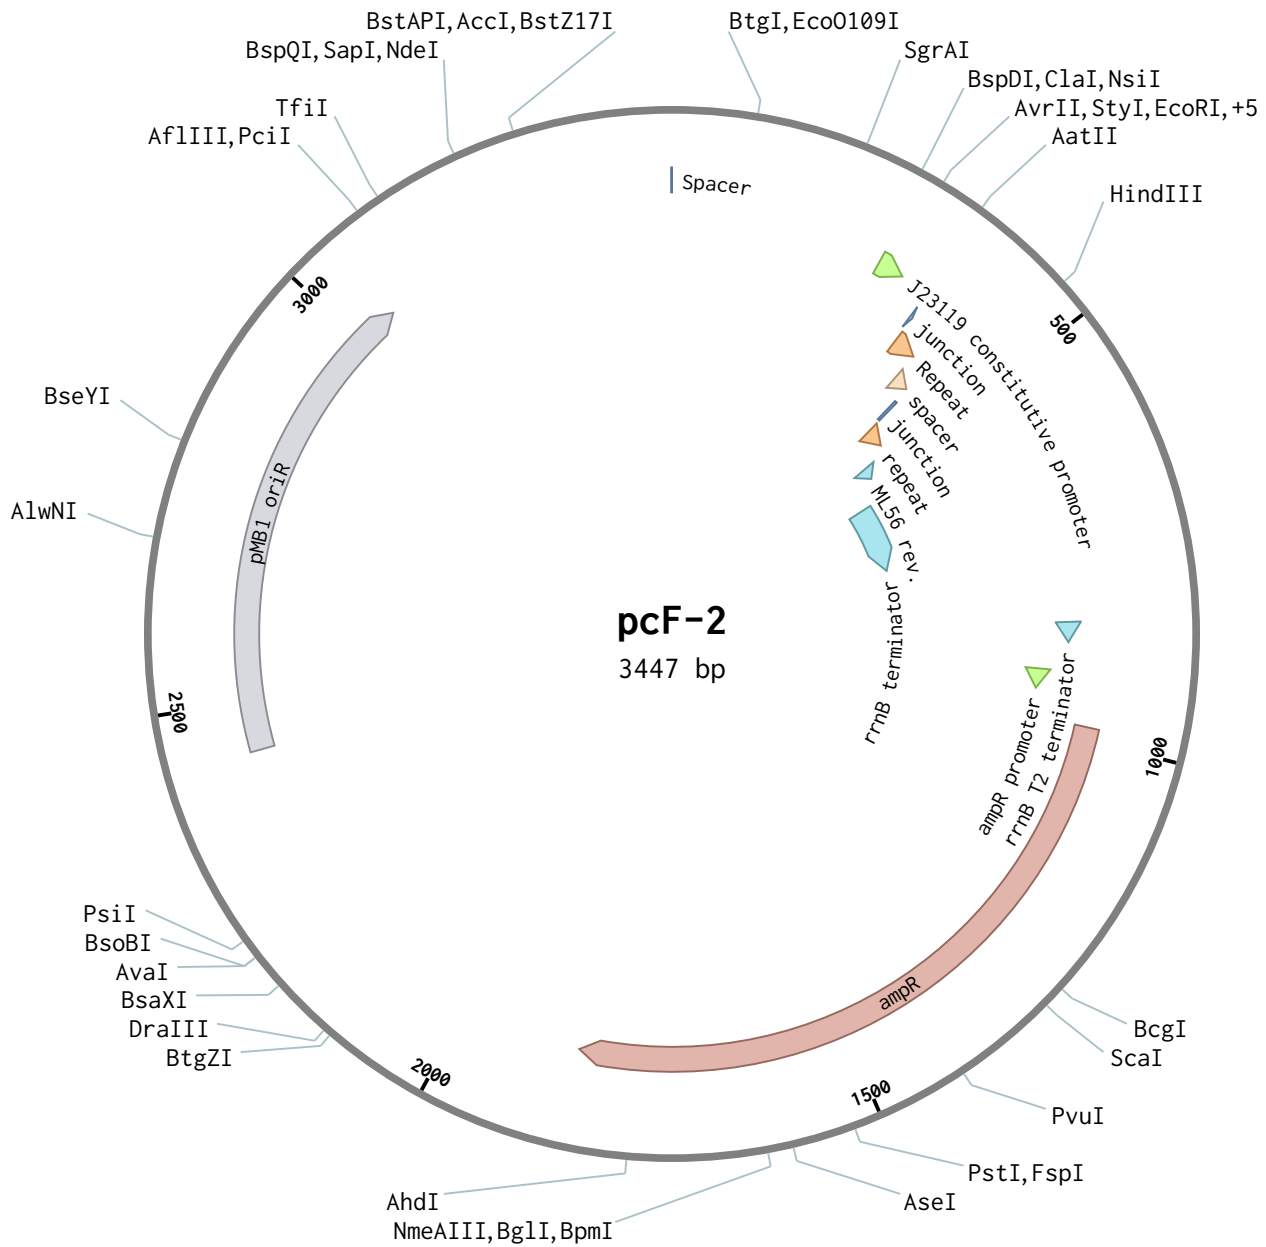 BstAPI,AccI,BstZ17I
BtgI,EcoO109I
BspQI,SapI,NdeI
SgrAI
BspDI,ClaI,NsiI
TfiI
AvrII,StyI,EcoRI,+5
AflIII,PciI
AatII
HindIII
Spacer
J23119 constitutive promoter
junction
Repeat
spacer
junction
repeat
ML56 rev.
rrnB terminator
3000
500
BseYI
AlwNI
pMB1 oriR
pcF-2
3447 bp
rrnB T2 terminator
ampR promoter
2500
1000
ampR
PsiI
BsoBI
AvaI
BsaXI
DraIII
BtgZI
BcgI
ScaI
2000
1500
PvuI
PstI,FspI
AhdI
AseI
NmeAIII,BglI,BpmI